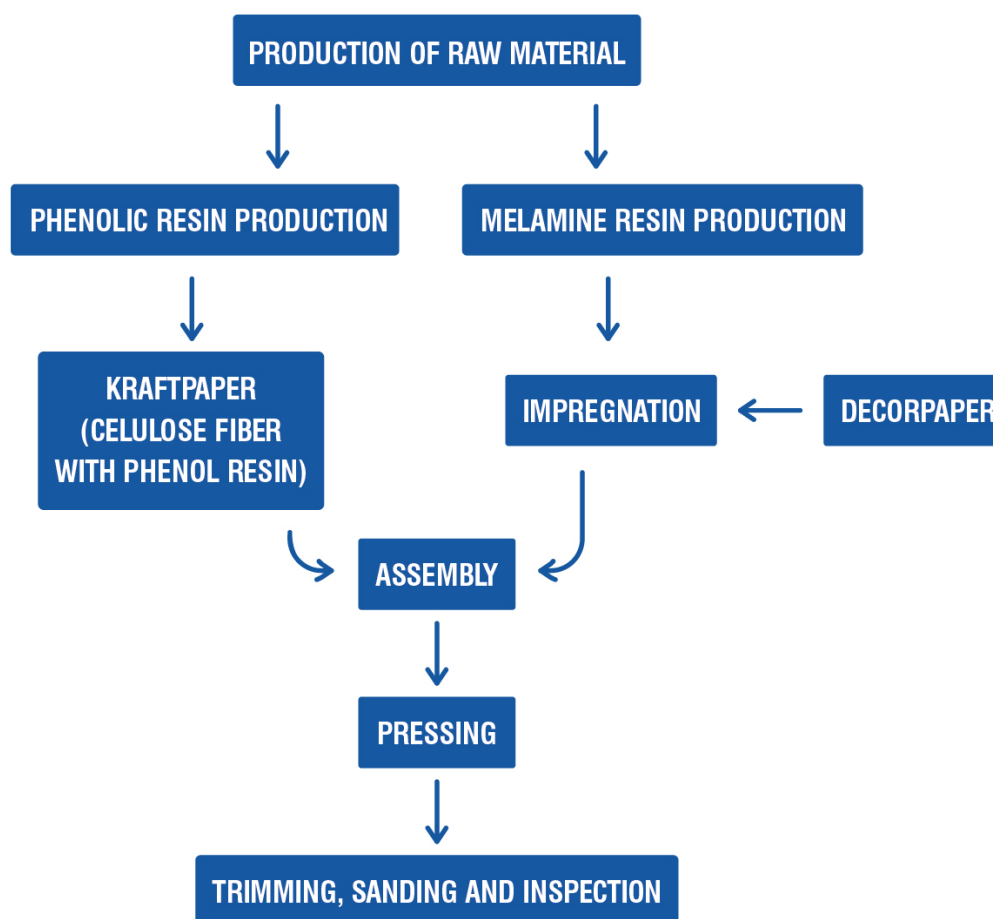 PRODUCTION OF RAW MATERIAL
PHENOLIC RESIN PRODUCTION
MELAMINE RESIN PRODUCTION
KRAFTPAPER
(CELULOSE FIBER
WITH PHENOL RESIN)
IMPREGNATION
DECORPAPER
ASSEMBLY
PRESSING
TRIMMING, SANDING AND INSPECTION